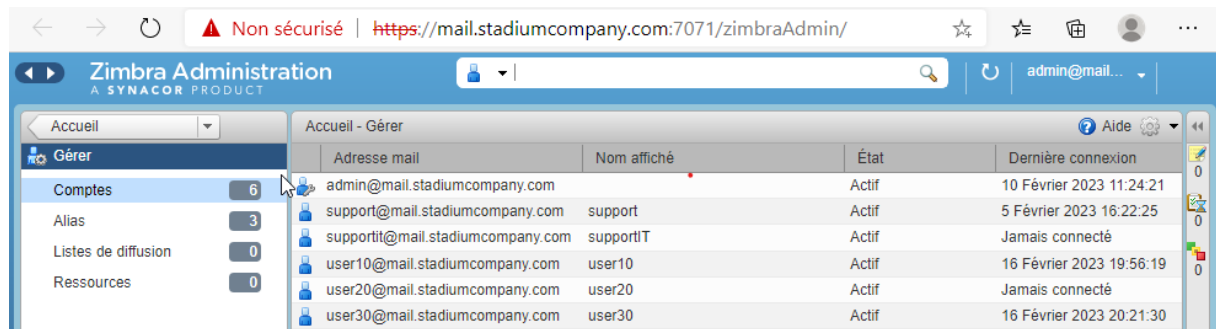 Non sécurisé | https://mail.stadiumcompany.com:7071/zimbraAdmin/
Zimbra Administration
A SYNACOR PRODUCT
admin@mail...
Accueil
Accueil - Gérer
Aide
Gérer
Adresse mail Nom affiché État Dernière connexion
Comptes 6
admin@mail.stadiumcompany.com Actif 10 Février 2023 11:24:21
0
Alias 3
support@mail.stadiumcompany.com support Actif 5 Février 2023 16:22:25
0
supportit@mail.stadiumcompany.com supportIT Actif Jamais connecté
Listes de diffusion 0
user10@mail.stadiumcompany.com user10 Actif 16 Février 2023 19:56:19
0
Ressources 0
user20@mail.stadiumcompany.com user20 Actif Jamais connecté
user30@mail.stadiumcompany.com user30 Actif 16 Février 2023 20:21:30